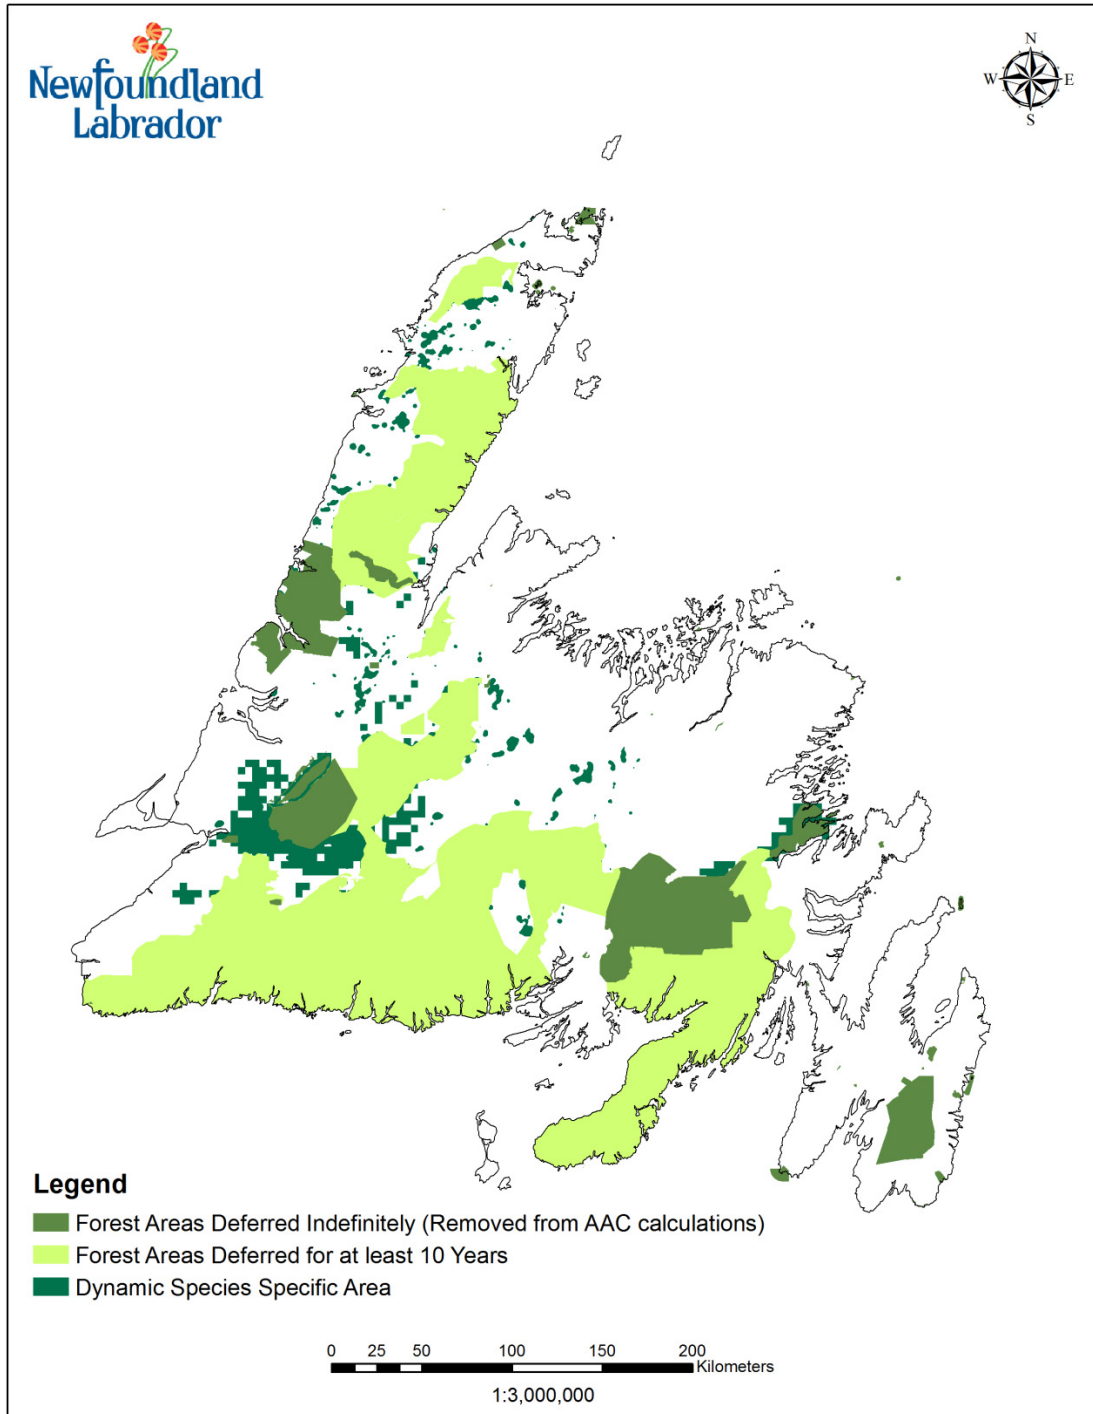 Newfoundland
Labrador
N
W E
S
Legend
Forest Areas Deferred Indefinitely (Removed from AAC calculations)
Forest Areas Deferred for at least 10 Years
Dynamic Species Specific Area
0 25 50 100 150 200
Kilometers
1:3,000,000